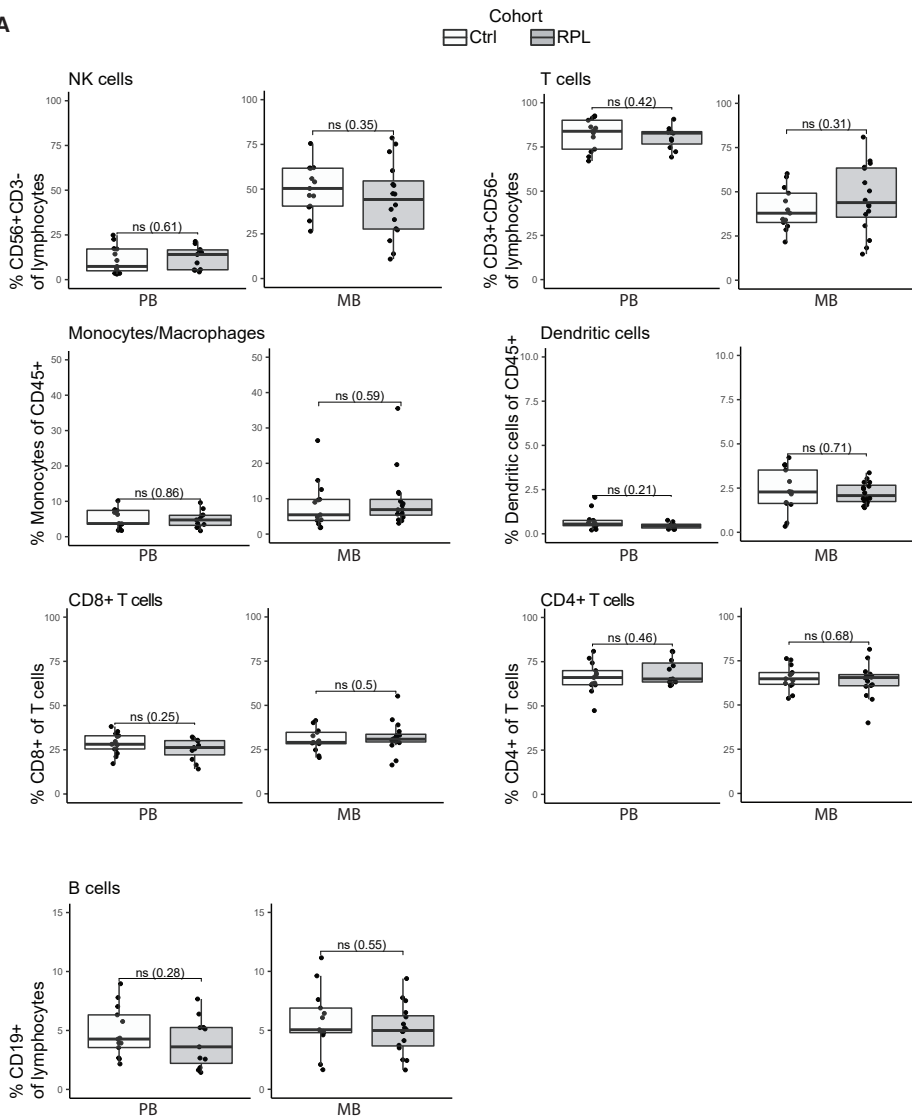 A
Cohort
Ctrl RPL
NK cells
% CD56+CD3-
of lymphocytes
100
75
50
25
0
ns (0.61)
PB
100
75
50
25
0
ns (0.35)
MB
T cells
% CD3+CD56-
of lymphocytes
100
75
50
25
0
ns (0.42)
PB
100
75
50
25
0
ns (0.31)
MB
Monocytes/Macrophages
% Monocytes of CD45+
50
40
30
20
10
0
ns (0.86)
PB
50
40
30
20
10
0
ns (0.59)
MB
Dendritic cells
% Dendritic cells of CD45+
10.0
7.5
5.0
2.5
0.0
ns (0.21)
PB
10.0
7.5
5.0
2.5
0.0
ns (0.71)
MB
CD8+ T cells
% CD8+ of T cells
100
75
50
25
0
ns (0.25)
PB
100
75
50
25
0
ns (0.5)
MB
CD4+ T cells
% CD4+ of T cells
100
75
50
25
0
ns (0.46)
PB
100
75
50
25
0
ns (0.68)
MB
B cells
% CD19+
of lymphocytes
15
10
5
0
ns (0.28)
PB
15
10
5
0
ns (0.55)
MB